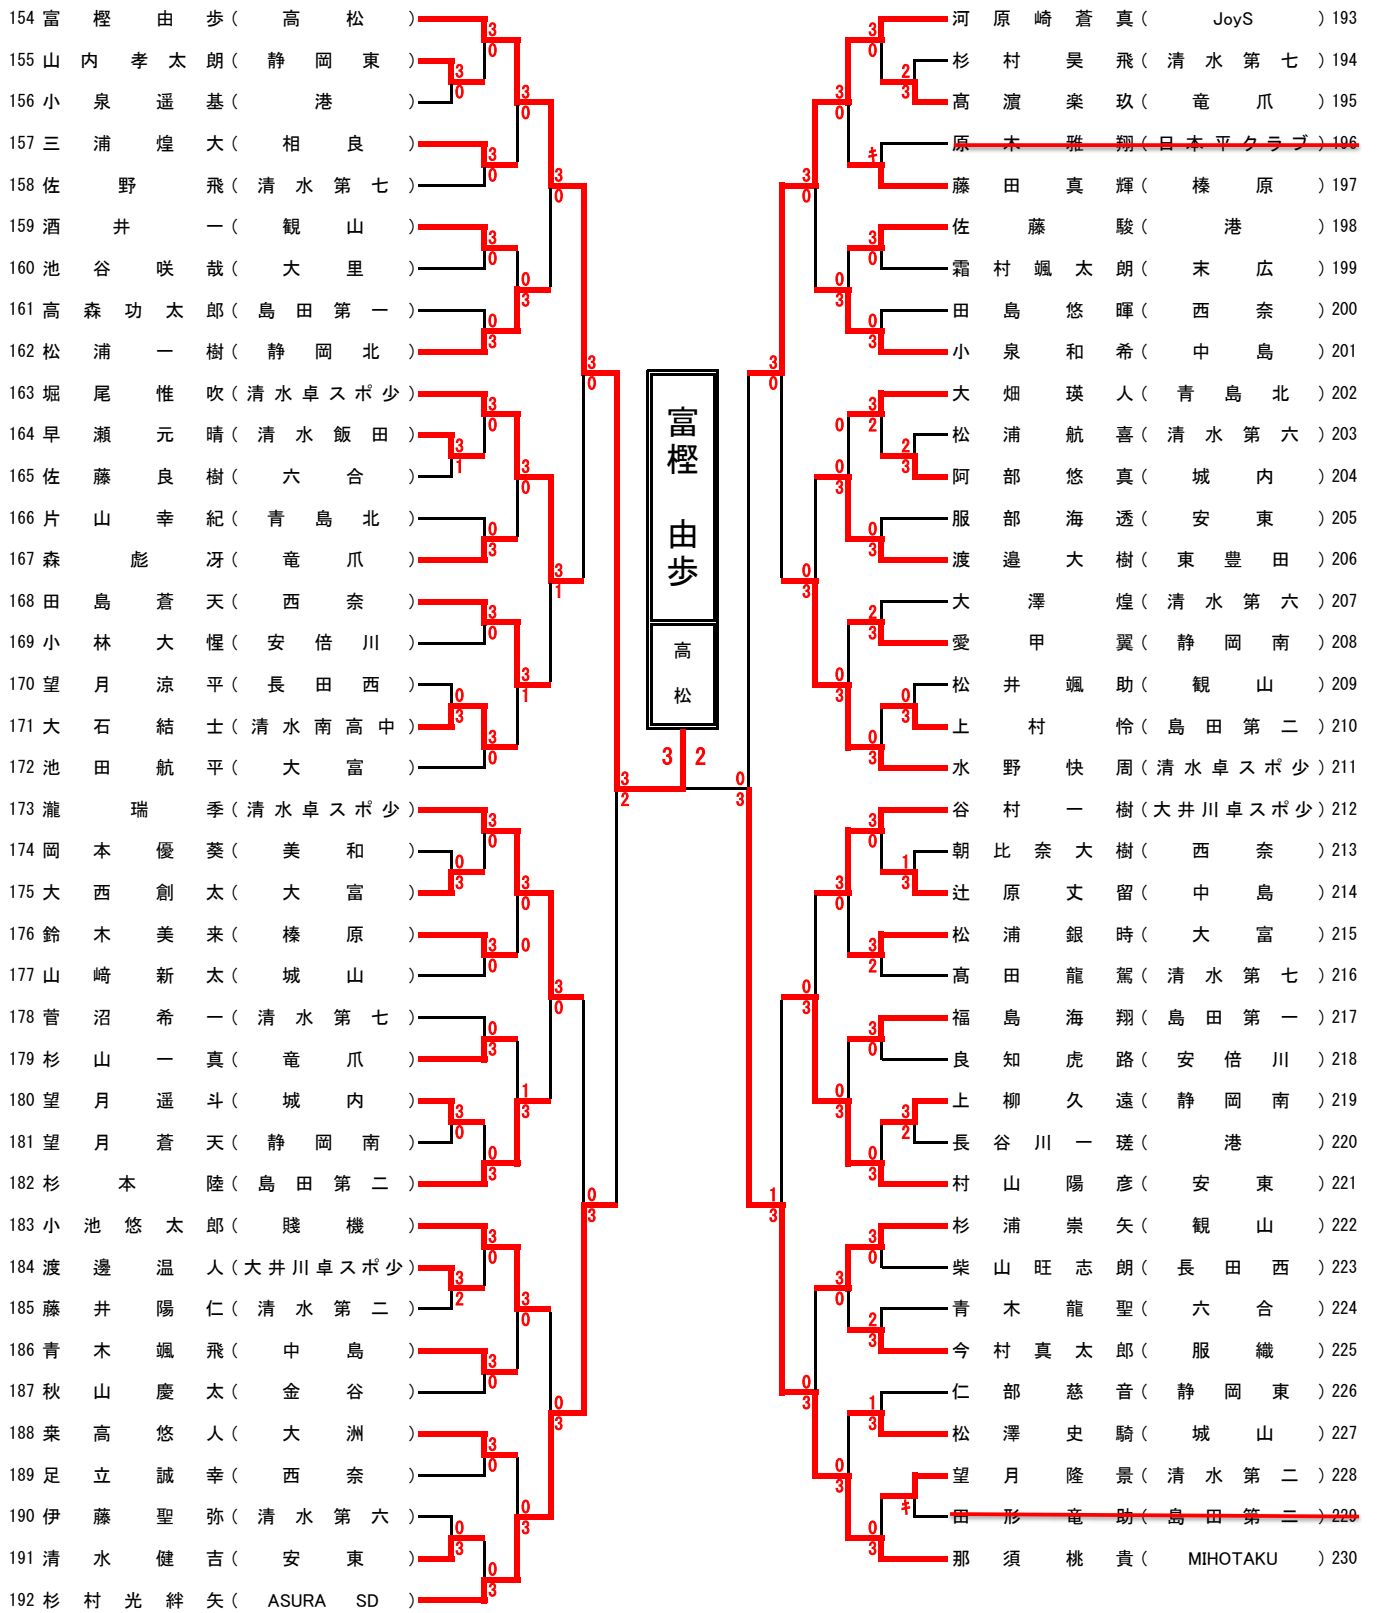 154 富樫由歩(高松)
155 山内孝太朗(静岡東)
156 小泉遥基(港)
157 三浦煌大(相良)
158 佐野飛(清水第七)
159 酒井一(観山)
160 池谷咲哉(大里)
161 高森功太郎(島田第一)
162 松浦一樹(静岡北)
163 堀尾惟吹(清水卓スポ少)
164 早瀬元晴(清水飯田)
165 佐藤良樹(六合)
166 片山幸紀(青島北)
167 森彪冴(竜爪)
168 田島蒼天(西奈)
169 小林大惺(安倍川)
170 望月涼平(長田西)
171 大石結士(清水南高中)
172 池田航平(大富)
173 瀧瑞季(清水卓スポ少)
174 岡本優葵(美和)
175 大西創太(大富)
176 鈴木美来(榛原)
177 山崎新太(城山)
178 菅沼希一(清水第七)
179 杉山一真(竜爪)
180 望月遥斗(城内)
181 望月蒼天(静岡南)
182 杉本陸(島田第二)
183 小池悠太郎(賤機)
184 渡邊温人(大井川卓スポ少)
185 藤井陽仁(清水第二)
186 青木颯飛(中島)
187 秋山慶太(金谷)
188 桒高悠人(大洲)
189 足立誠幸(西奈)
190 伊藤聖弥(清水第六)
191 清水健吉(安東)
192 杉村光絆矢(ASURA SD)
富樫 由歩
高松
3 2
河原崎蒼真(JoyS) 193
杉村昊飛(清水第七) 194
髙濵楽玖(竜爪) 195
原木雅翔(日本平クラブ) 196
藤田真輝(榛原) 197
佐藤駿(港) 198
霜村颯太朗(末広) 199
田島悠暉(西奈) 200
小泉和希(中島) 201
大畑瑛人(青島北) 202
松浦航喜(清水第六) 203
阿部悠真(城内) 204
服部海透(安東) 205
渡邉大樹(東豊田) 206
大澤煌(清水第六) 207
愛甲翼(静岡南) 208
松井颯助(観山) 209
上村怜(島田第二) 210
水野快周(清水卓スポ少) 211
谷村一樹(大井川卓スポ少) 212
朝比奈大樹(西奈) 213
辻原丈留(中島) 214
松浦銀時(大富) 215
髙田龍駕(清水第七) 216
福島海翔(島田第一) 217
良知虎路(安倍川) 218
上柳久遠(静岡南) 219
長谷川一瑳(港) 220
村山陽彦(安東) 221
杉浦崇矢(観山) 222
柴山旺志朗(長田西) 223
青木龍聖(六合) 224
今村真太郎(服織) 225
仁部慈音(静岡東) 226
松澤史騎(城山) 227
望月隆景(清水第二) 228
田形竜助(島田第二) 229
那須桃貴(MIHOTAKU) 230